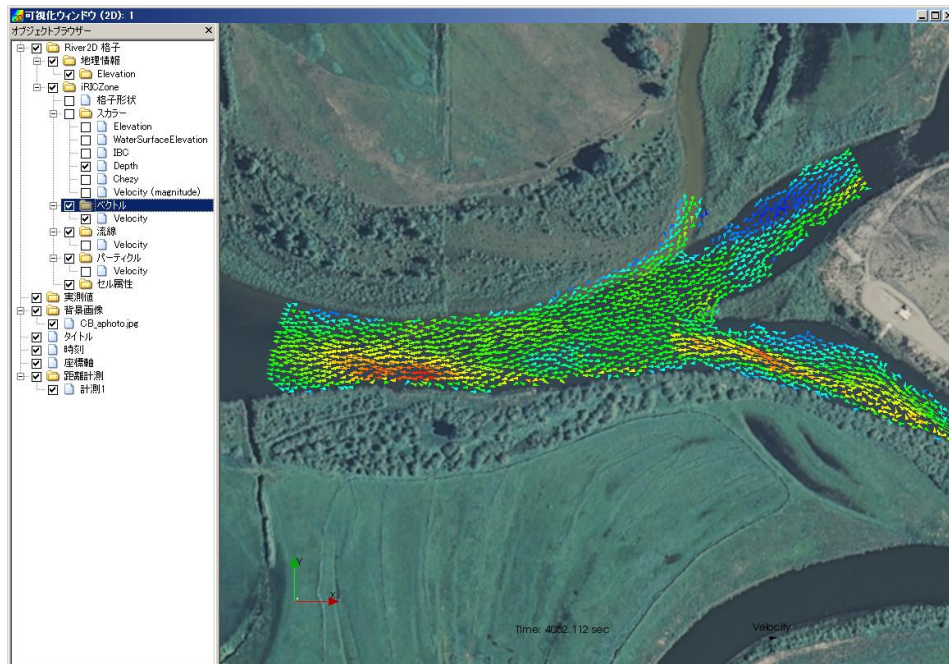 可視化ウィンドウ (2D): 1
オブジェクトブラウザー
River2D 格子
地理情報
Elevation
iRICZone
格子形状
スカラー
Elevation
WaterSurfaceElevation
IBC
Depth
Chezy
Velocity (magnitude)
ベクトル
Velocity
流線
Velocity
パーティクル
Velocity
セル属性
実測値
背景画像
CB_aphoto.jpg
タイトル
時刻
座標軸
距離計測
計測1
Y
X
Time: 4052.112 sec
Velocity